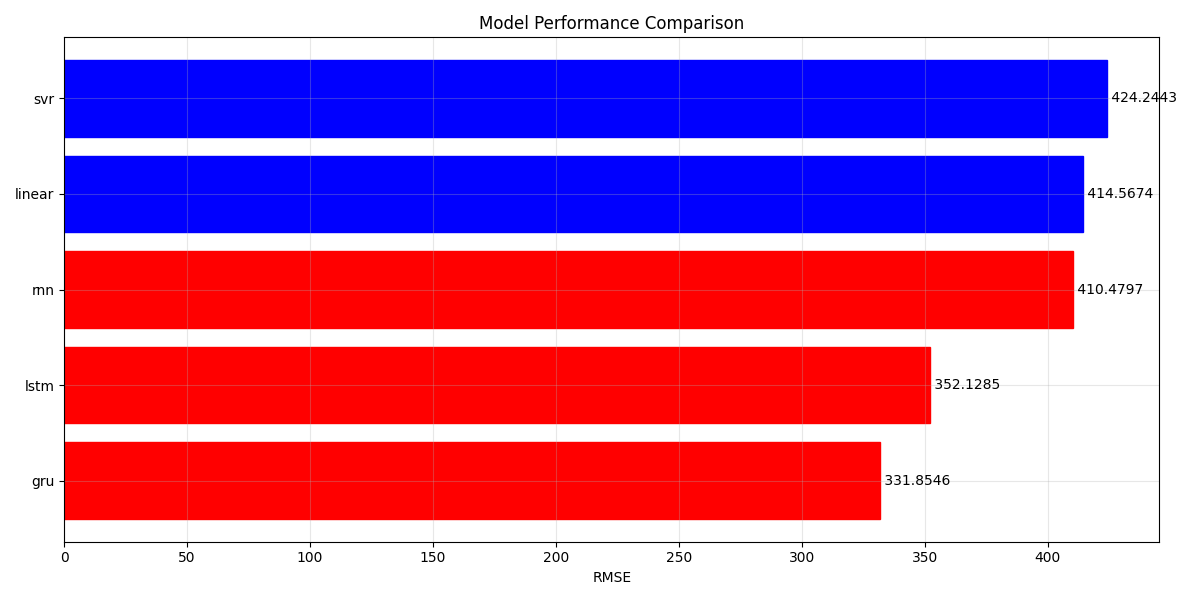 Model Performance Comparison
svr 424.2443
linear 414.5674
rnn 410.4797
lstm 352.1285
gru 331.8546
0 50 100 150 200 250 300 350 400
RMSE